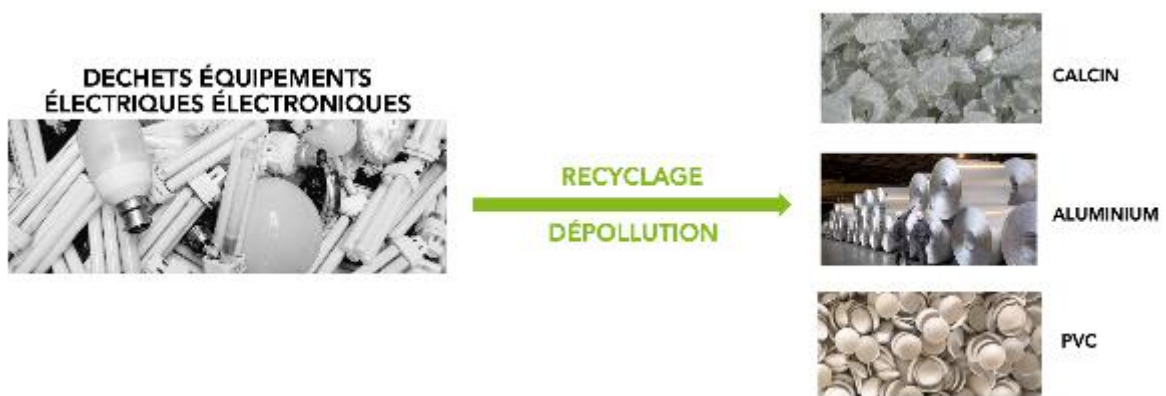 DECHETS ÉQUIPEMENTS
ÉLECTRIQUES ÉLECTRONIQUES
RECYCLAGE
DÉPOLLUTION
CALCIN
ALUMINIUM
PVC